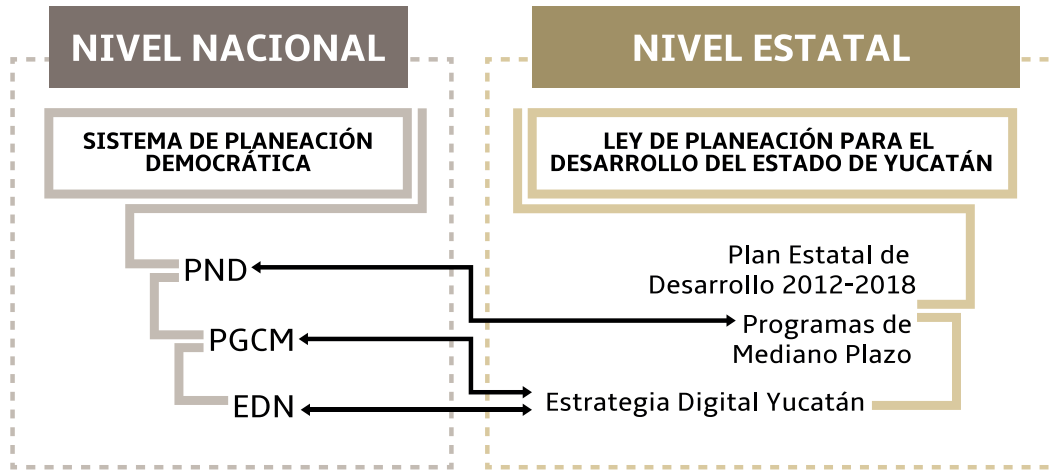 NIVEL NACIONAL
SISTEMA DE PLANEACIÓN
DEMOCRÁTICA
PND
PGCM
EDN
NIVEL ESTATAL
LEY DE PLANEACIÓN PARA EL
DESARROLLO DEL ESTADO DE YUCATÁN
Plan Estatal de
Desarrollo 2012-2018
Programas de
Mediano Plazo
Estrategia Digital Yucatán